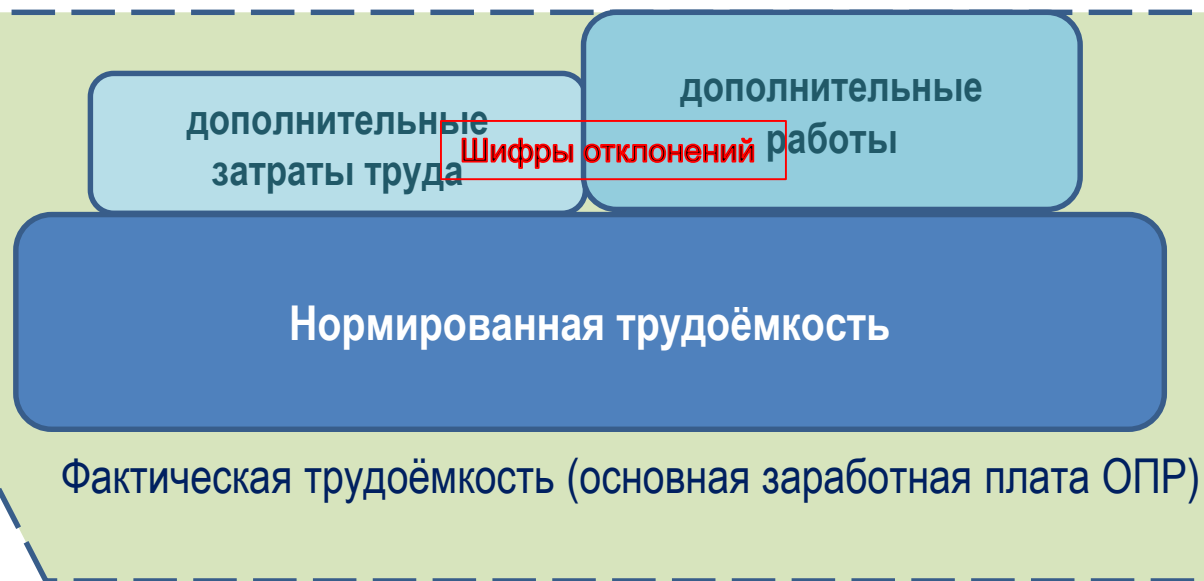 дополнительные
затраты труда
дополнительные
работы
Шифры отклонений
Нормированная трудоёмкость
Фактическая трудоёмкость (основная заработная плата ОПР)